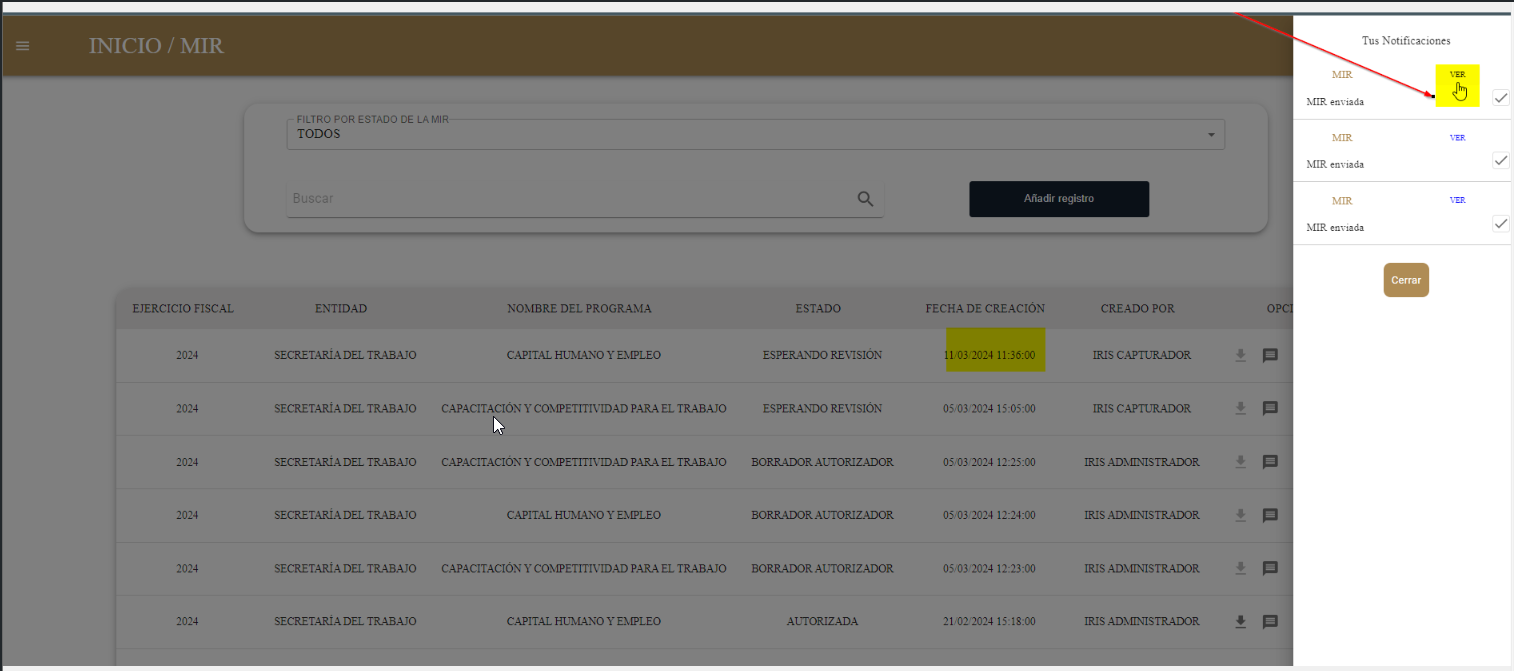 INICIO / MIR
FILTRO POR ESTADO DE LA MIR
TODOS
Buscar
Añadir registro
EJERCICIO FISCAL ENTIDAD NOMBRE DEL PROGRAMA ESTADO FECHA DE CREACIÓN CREADO POR OPCI
2024 SECRETARÍA DEL TRABAJO CAPITAL HUMANO Y EMPLEO ESPERANDO REVISIÓN 11/03/2024 11:36:00 IRIS CAPTURADOR
2024 SECRETARÍA DEL TRABAJO CAPACITACIÓN Y COMPETITIVIDAD PARA EL TRABAJO ESPERANDO REVISIÓN 05/03/2024 15:05:00 IRIS CAPTURADOR
2024 SECRETARÍA DEL TRABAJO CAPACITACIÓN Y COMPETITIVIDAD PARA EL TRABAJO BORRADOR AUTORIZADOR 05/03/2024 12:25:00 IRIS ADMINISTRADOR
2024 SECRETARÍA DEL TRABAJO CAPITAL HUMANO Y EMPLEO BORRADOR AUTORIZADOR 05/03/2024 12:24:00 IRIS ADMINISTRADOR
2024 SECRETARÍA DEL TRABAJO CAPACITACIÓN Y COMPETITIVIDAD PARA EL TRABAJO BORRADOR AUTORIZADOR 05/03/2024 12:23:00 IRIS ADMINISTRADOR
2024 SECRETARÍA DEL TRABAJO CAPITAL HUMANO Y EMPLEO AUTORIZADA 21/02/2024 15:18:00 IRIS ADMINISTRADOR
Tus Notificaciones
MIR VER
MIR enviada
MIR VER
MIR enviada
MIR VER
MIR enviada
Cerrar